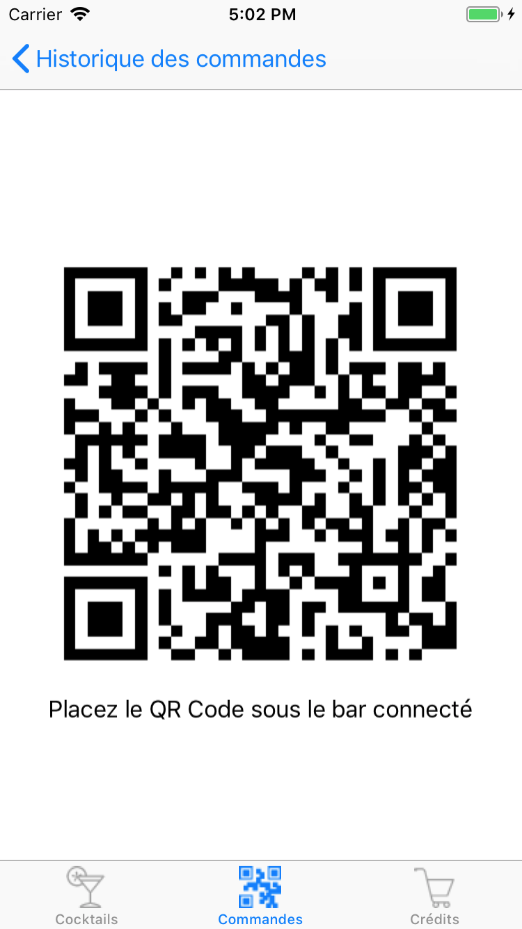 Carrier
5:02 PM
Historique des commandes
Placez le QR Code sous le bar connecté
Cocktails
Commandes
Crédits